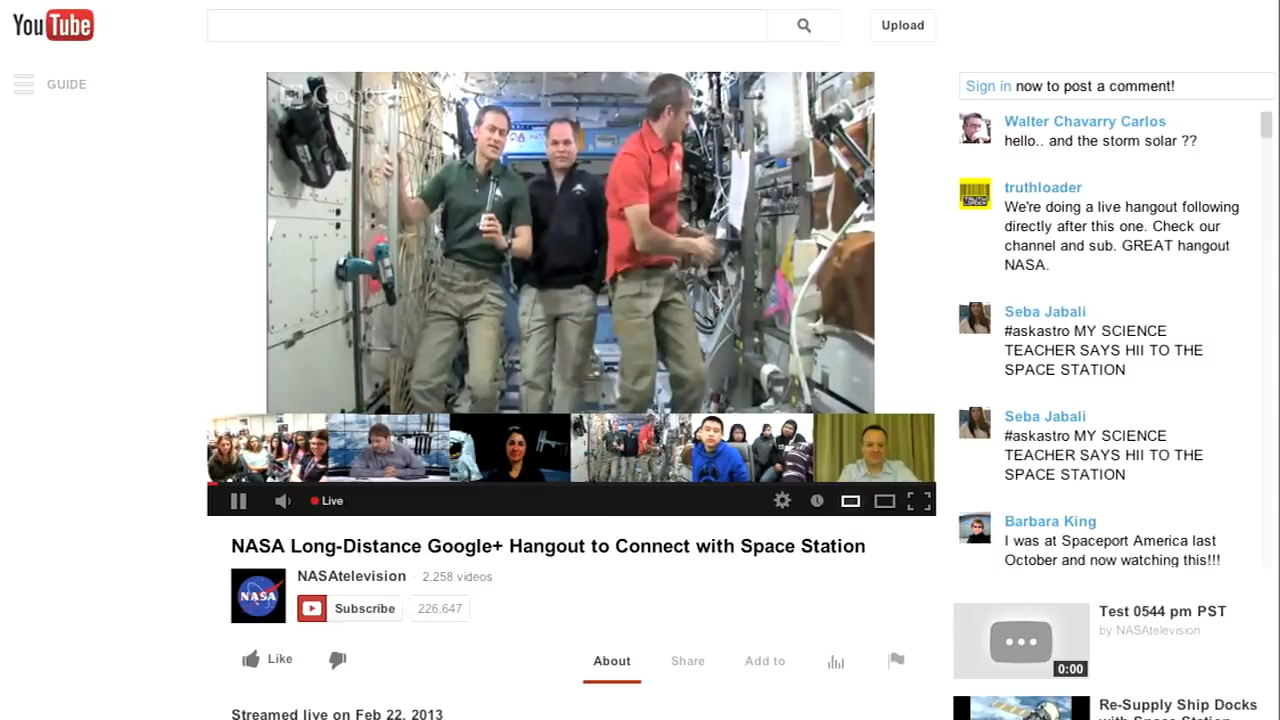 YouTube
Upload
GUIDE
Google
Sign in now to post a comment!
Walter Chavarry Carlos
hello.. and the storm solar ??
truthloader
We're doing a live hangout following
directly after this one. Check our
channel and sub. GREAT hangout
NASA.
Seba Jabali
#askastro MY SCIENCE
TEACHER SAYS HII TO THE
SPACE STATION
Seba Jabali
#askastro MY SCIENCE
TEACHER SAYS HII TO THE
SPACE STATION
Barbara King
I was at Spaceport America last
October and now watching this!!!
Live
NASA Long-Distance Google+ Hangout to Connect with Space Station
NASA
NASAtelevision · 2,258 videos
Subscribe 226,647
Like
About Share Add to
Streamed live on Feb 22, 2013
Test 0544 pm PST
by NASAtelevision
0:00
Re-Supply Ship Docks
with Space Station